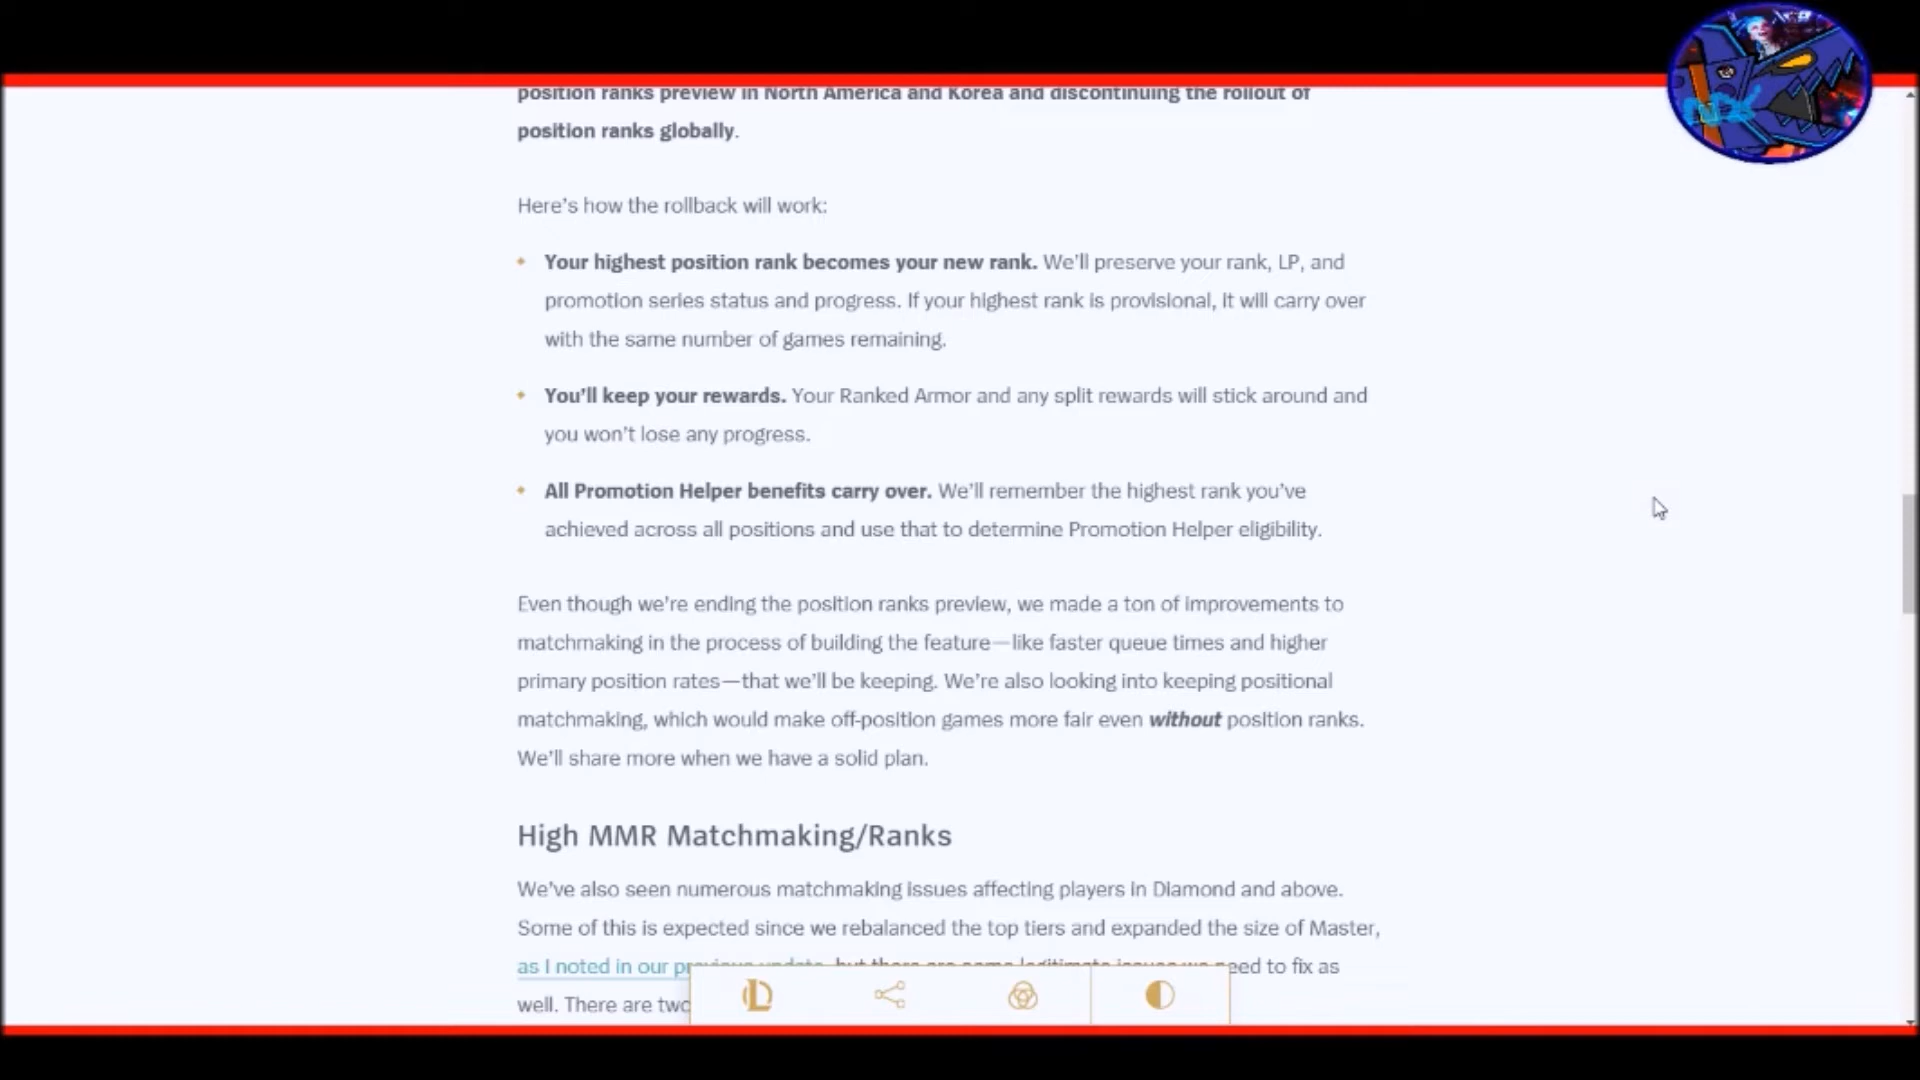 position ranks preview in North America and Korea and discontinuing the rollout of
position ranks globally.
Here's how the rollback will work:
Your highest position rank becomes your new rank. We'll preserve your rank, LP, and
promotion series status and progress. If your highest rank is provisional, it will carry over
with the same number of games remaining.
You'll keep your rewards. Your Ranked Armor and any split rewards will stick around and
you won't lose any progress.
All Promotion Helper benefits carry over. We'll remember the highest rank you've
achieved across all positions and use that to determine Promotion Helper eligibility.
Even though we're ending the position ranks preview, we made a ton of improvements to
matchmaking in the process of building the feature—like faster queue times and higher
primary position rates—that we'll be keeping. We're also looking into keeping positional
matchmaking, which would make off-position games more fair even without position ranks.
We'll share more when we have a solid plan.
High MMR Matchmaking/Ranks
We've also seen numerous matchmaking issues affecting players in Diamond and above.
Some of this is expected since we rebalanced the top tiers and expanded the size of Master,
as I noted in our previous update, but there are some legitimate issues we need to fix as
well. There are two